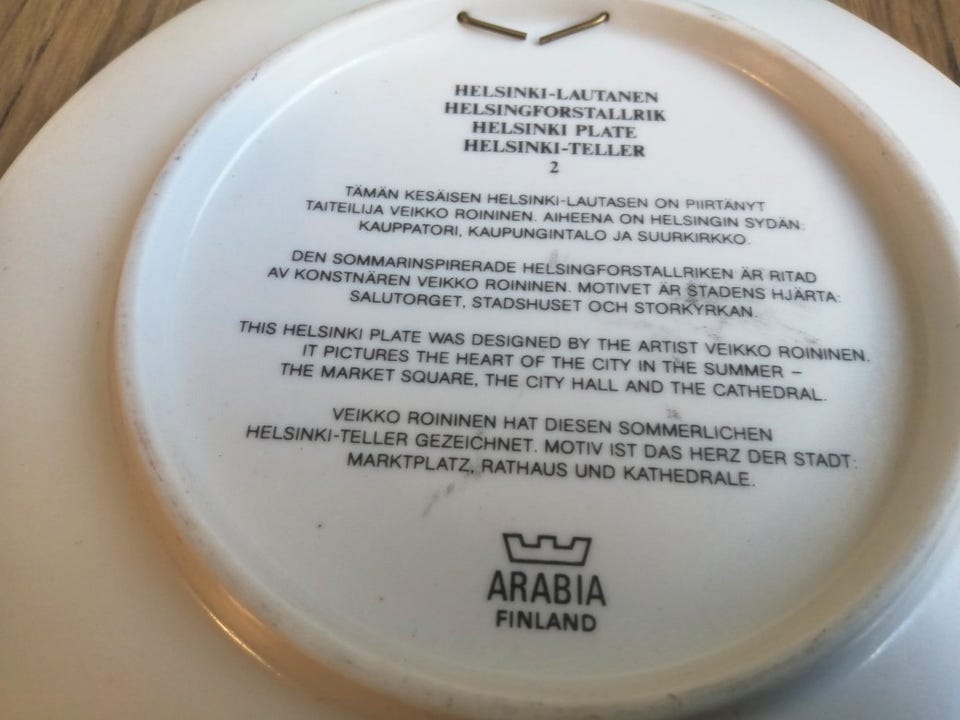 HELSINKI-LAUTANEN
HELSINGFORSTALLRIK
HELSINKI PLATE
HELSINKI-TELLER
2
TÄMÄN KESÄISEN HELSINKI-LAUTASEN ON PIIRTÄNYT
TAITEILIJA VEIKKO ROININEN. AIHEENA ON HELSINGIN SYDÄN:
KAUPPATORI, KAUPUNGINTALO JA SUURKIRKKO.
DEN SOMMARINSPIRERADE HELSINGFORSTALLRIKEN ÄR RITAD
AV KONSTNÄREN VEIKKO ROININEN. MOTIVET ÄR STADENS HJÄRTA:
SALUTORGET, STADSHUSET OCH STORKYRKAN.
THIS HELSINKI PLATE WAS DESIGNED BY THE ARTIST VEIKKO ROININEN.
IT PICTURES THE HEART OF THE CITY IN THE SUMMER –
THE MARKET SQUARE, THE CITY HALL AND THE CATHEDRAL.
VEIKKO ROININEN HAT DIESEN SOMMERLICHEN
HELSINKI-TELLER GEZEICHNET. MOTIV IST DAS HERZ DER STADT:
MARKTPLATZ, RATHAUS UND KATHEDRALE.
ARABIA
FINLAND